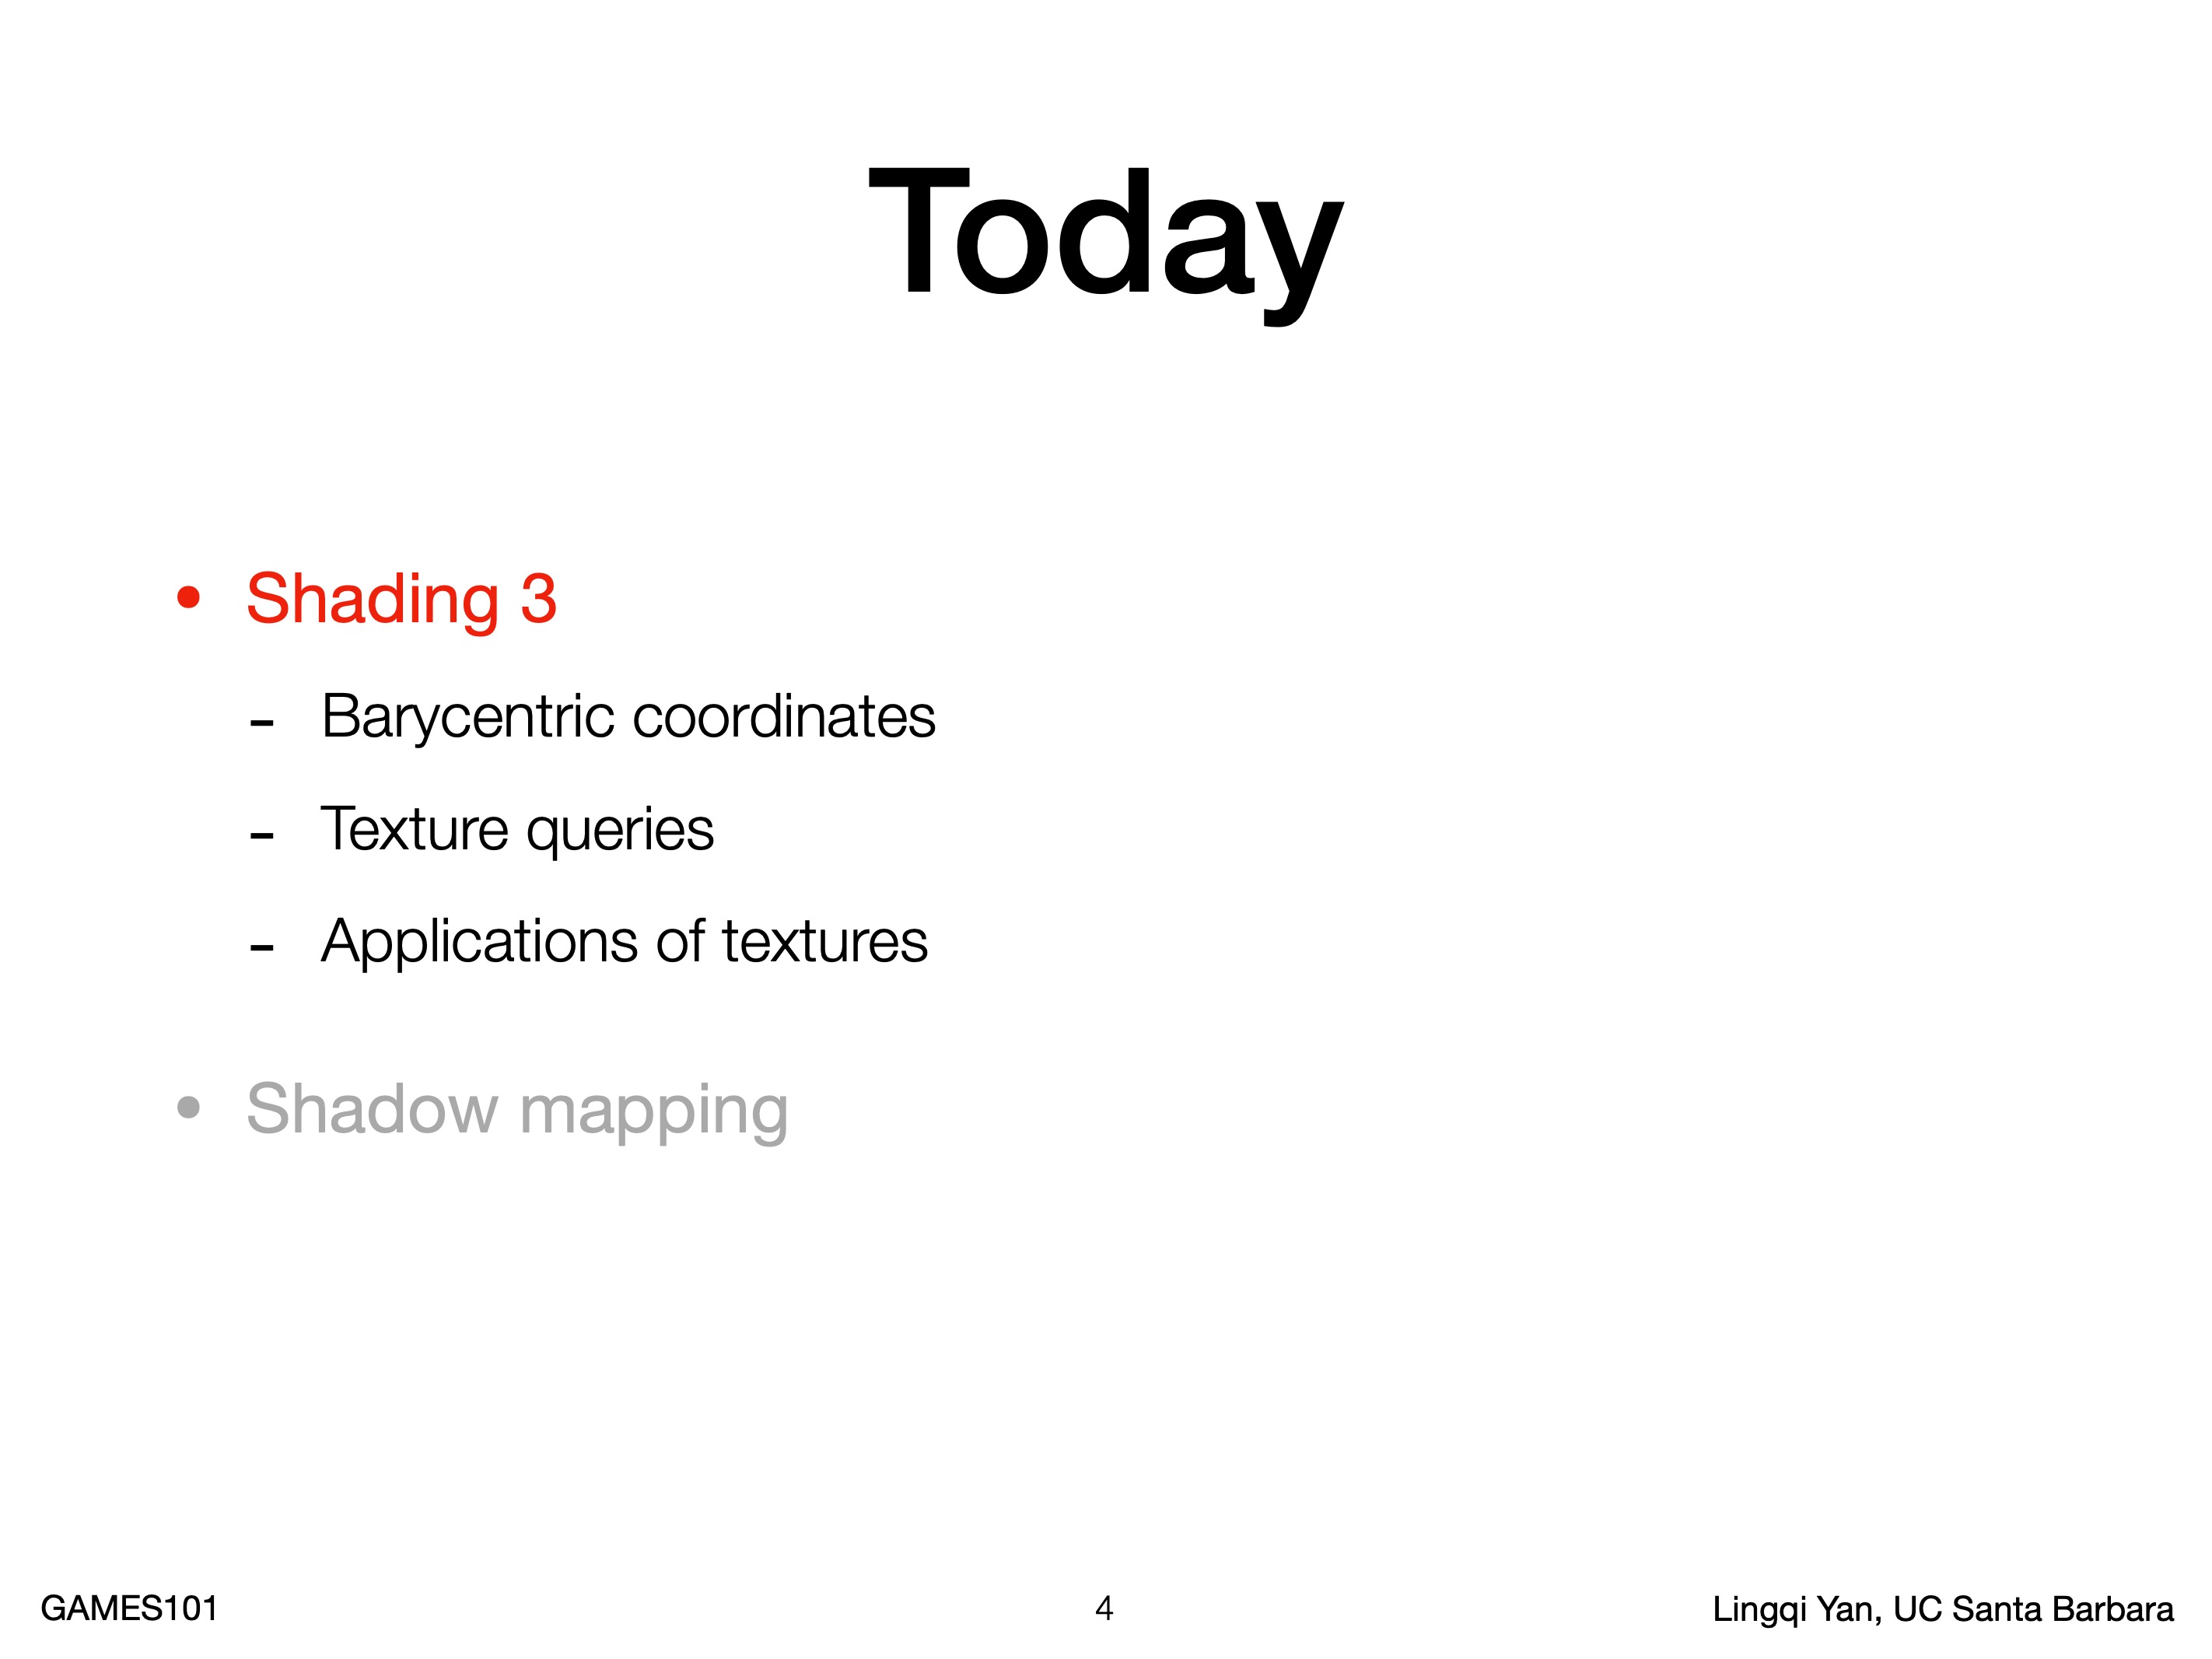 Today
• Shading 3
- Barycentric coordinates
- Texture queries
- Applications of textures
• Shadow mapping
GAMES101
4
Lingqi Yan, UC Santa Barbara